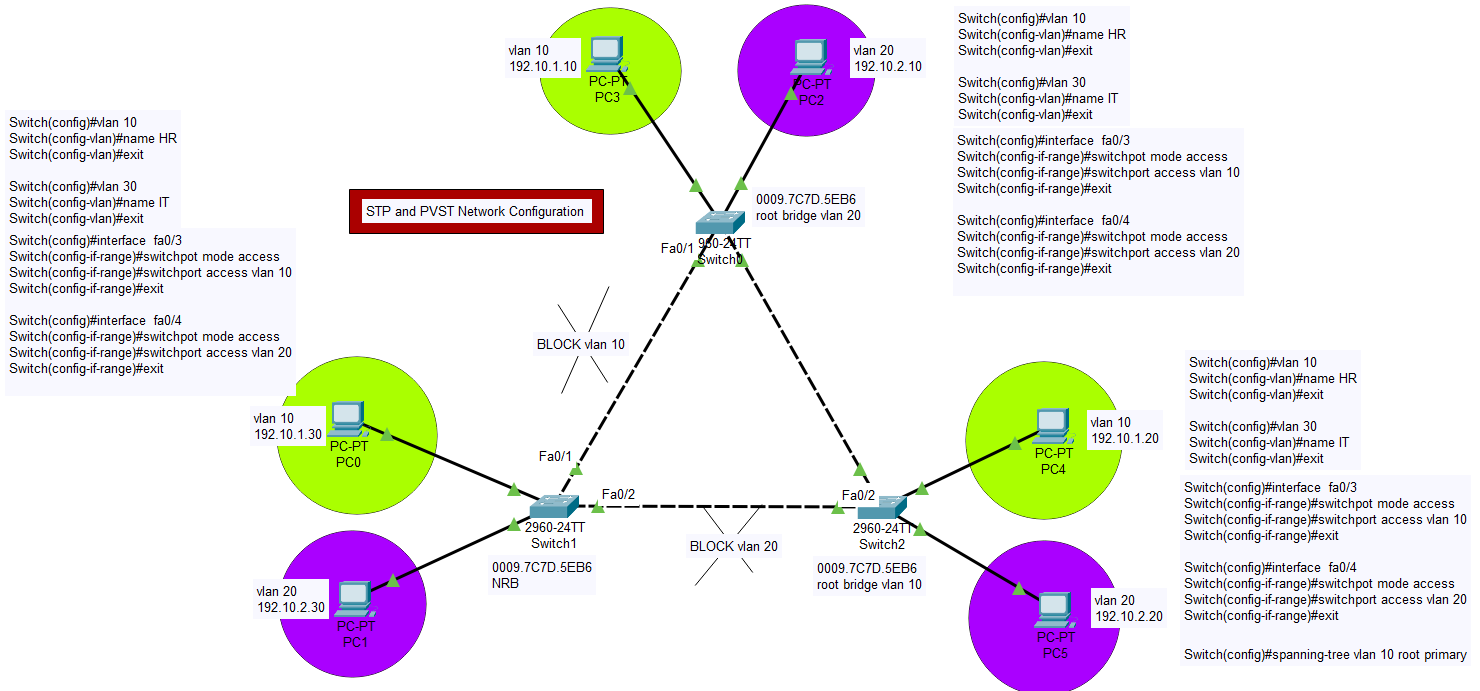 vlan 10
192.10.1.10
PC-PT
PC3
vlan 20
192.10.2.10
PC-PT
PC2
Switch(config)#vlan 10
Switch(config-vlan)#name HR
Switch(config-vlan)#exit
Switch(config)#vlan 30
Switch(config-vlan)#name IT
Switch(config-vlan)#exit
Switch(config)#interface fa0/3
Switch(config-if-range)#switchpot mode access
Switch(config-if-range)#switchport access vlan 10
Switch(config-if-range)#exit
Switch(config)#interface fa0/4
Switch(config-if-range)#switchpot mode access
Switch(config-if-range)#switchport access vlan 20
Switch(config-if-range)#exit
Switch(config)#vlan 10
Switch(config-vlan)#name HR
Switch(config-vlan)#exit
Switch(config)#vlan 30
Switch(config-vlan)#name IT
Switch(config-vlan)#exit
Switch(config)#interface fa0/3
Switch(config-if-range)#switchpot mode access
Switch(config-if-range)#switchport access vlan 10
Switch(config-if-range)#exit
Switch(config)#interface fa0/4
Switch(config-if-range)#switchpot mode access
Switch(config-if-range)#switchport access vlan 20
Switch(config-if-range)#exit
STP and PVST Network Configuration
0009.7C7D.5EB6
root bridge vlan 20
Fa0/1
960-24TT
Switch0
BLOCK vlan 10
vlan 10
192.10.1.30
PC-PT
PC0
Fa0/1
Fa0/2
2960-24TT
Switch1
0009.7C7D.5EB6
NRB
vlan 20
192.10.2.30
PC-PT
PC1
BLOCK vlan 20
Fa0/2
2960-24TT
Switch2
0009.7C7D.5EB6
root bridge vlan 10
vlan 10
192.10.1.20
PC-PT
PC4
vlan 20
192.10.2.20
PC-PT
PC5
Switch(config)#vlan 10
Switch(config-vlan)#name HR
Switch(config-vlan)#exit
Switch(config)#vlan 30
Switch(config-vlan)#name IT
Switch(config-vlan)#exit
Switch(config)#interface fa0/3
Switch(config-if-range)#switchpot mode access
Switch(config-if-range)#switchport access vlan 10
Switch(config-if-range)#exit
Switch(config)#interface fa0/4
Switch(config-if-range)#switchpot mode access
Switch(config-if-range)#switchport access vlan 20
Switch(config-if-range)#exit
Switch(config)#spanning-tree vlan 10 root primary